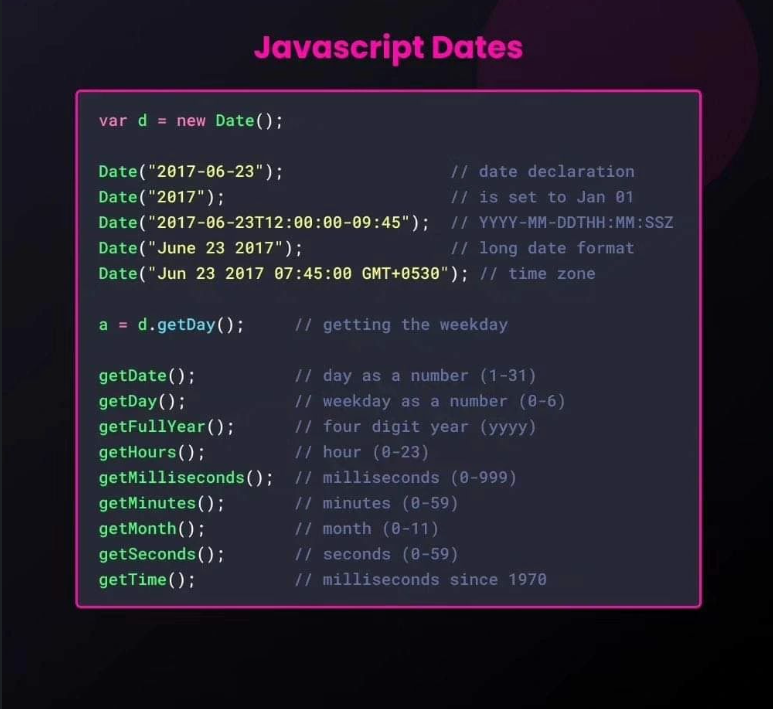 Javascript Dates
var d = new Date();
Date("2017-06-23"); // date declaration
Date("2017"); // is set to Jan 01
Date("2017-06-23T12:00:00-09:45"); // YYYY-MM-DDTHH:MM:SSZ
Date("June 23 2017"); // long date format
Date("Jun 23 2017 07:45:00 GMT+0530"); // time zone
a = d.getDay(); // getting the weekday
getDate(); // day as a number (1-31)
getDay(); // weekday as a number (0-6)
getFullYear(); // four digit year (yyyy)
getHours(); // hour (0-23)
getMilliseconds(); // milliseconds (0-999)
getMinutes(); // minutes (0-59)
getMonth(); // month (0-11)
getSeconds(); // seconds (0-59)
getTime(); // milliseconds since 1970